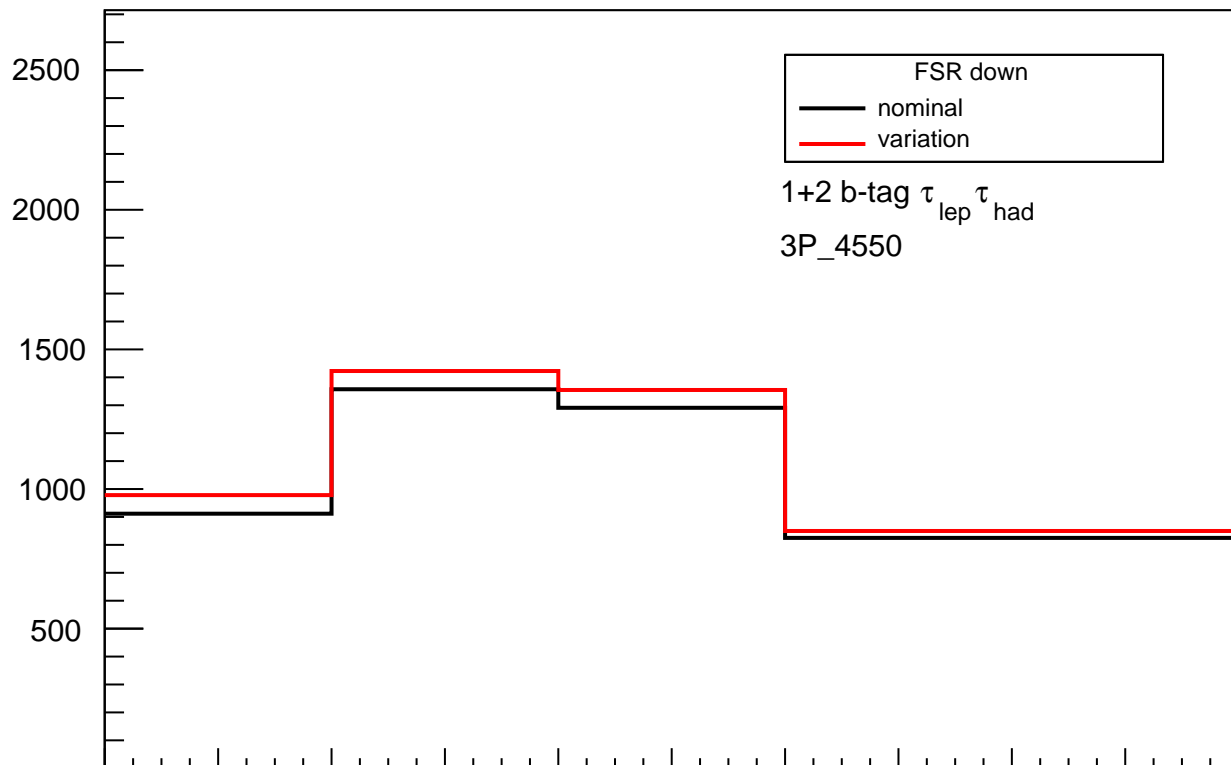 2500
2000
1500
1000
500
FSR down
nominal
variation
1+2 b-tag τlepτhad
3P_4550